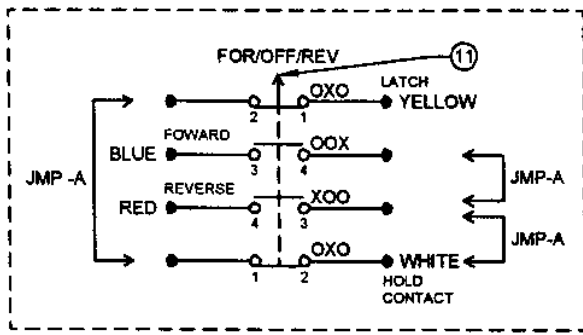 FOR/OFF/REV
11
LATCH
OXO
YELLOW
2
1
FOWARD
OOX
BLUE
3
4
JMP -A
JMP-A
REVERSE
XOO
RED
4
3
JMP-A
OXO
WHITE
1
2
HOLD
CONTACT